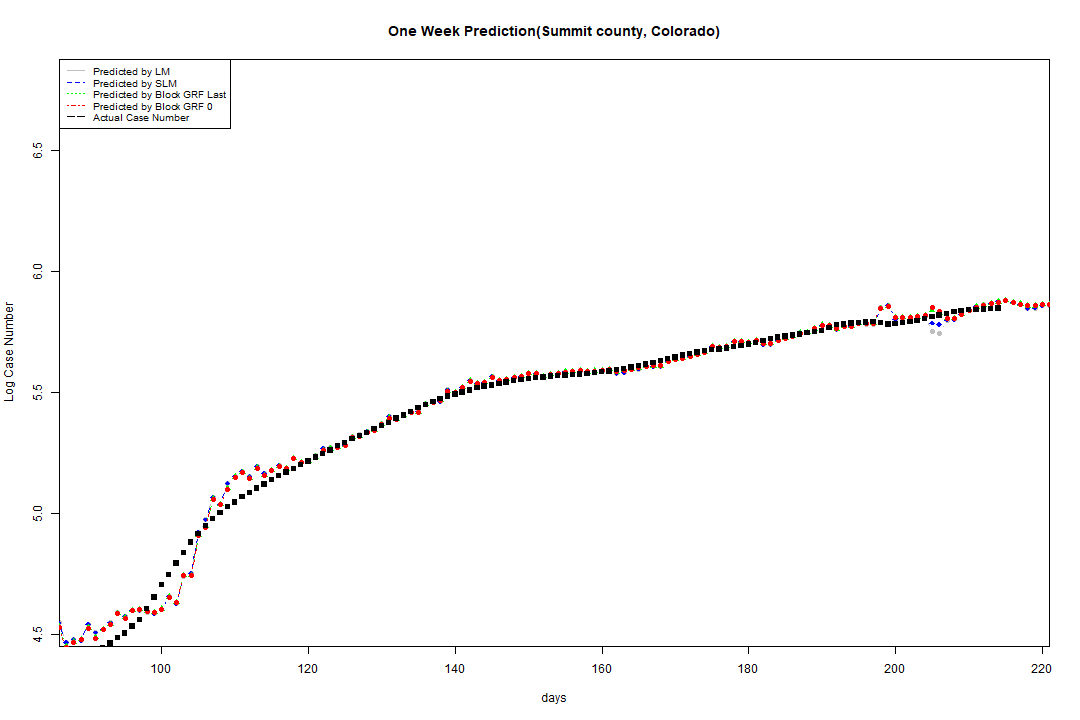 One Week Prediction(Summit county, Colorado)
Predicted by LM
Predicted by SLM
Predicted by Block GRF Last
Predicted by Block GRF 0
Actual Case Number
Log Case Number
6.5
6.0
5.5
5.0
4.5
100 120 140 160 180 200 220
days